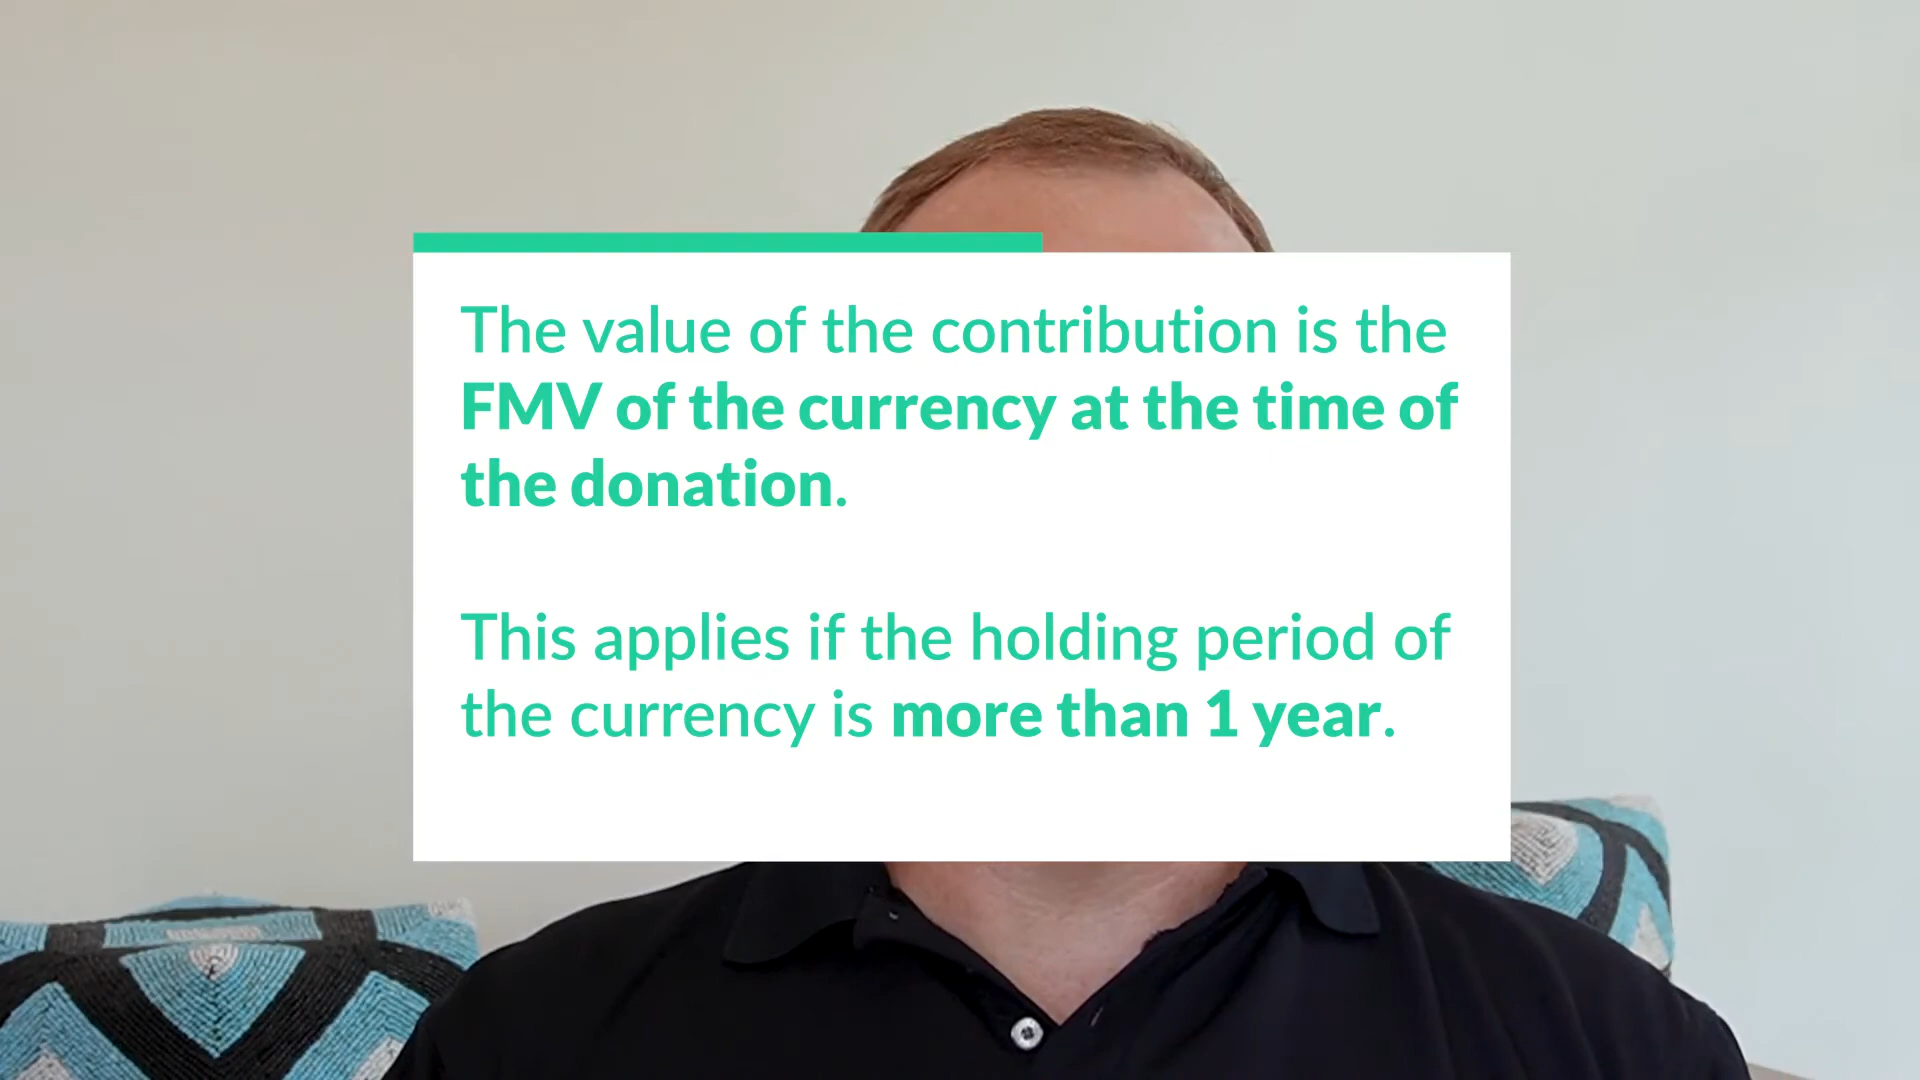 The value of the contribution is the
FMV of the currency at the time of
the donation.
This applies if the holding period of
the currency is more than 1 year.